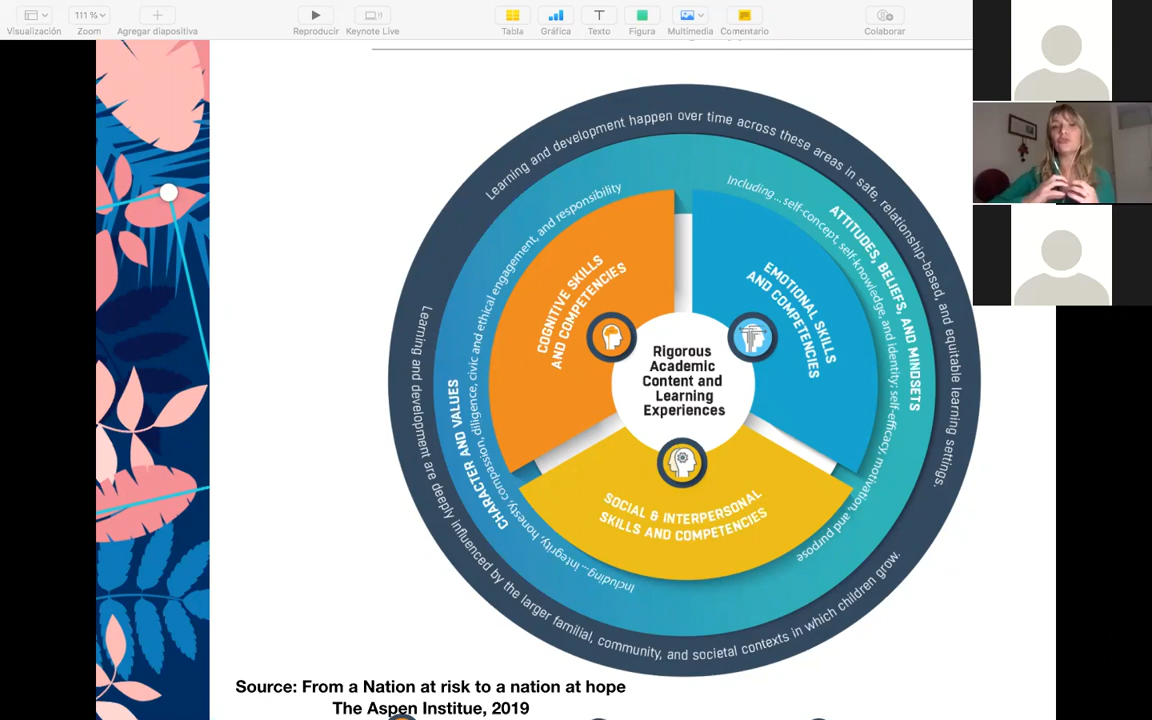 Visualización
111 %
Zoom
Agregar diapositiva
Reproducir
Keynote Live
Tabla
Gráfica
Texto
Figura
Multimedia
Comentario
Colaborar
Learning and development happen over time across these areas in safe, relationship-based, and equitable learning settings.
Learning and development are deeply influenced by the larger familial, community, and societal contexts in which children grow.
CHARACTER AND VALUES
Including... integrity, honesty, compassion, diligence, civic and ethical engagement, and responsibility
ATTITUDES, BELIEFS, AND MINDSETS
Including... self-concept, self-knowledge, and identity; self-efficacy, motivation, and purpose
COGNITIVE SKILLS
AND COMPETENCIES
EMOTIONAL SKILLS
AND COMPETENCIES
Rigorous
Academic
Content and
Learning
Experiences
SOCIAL & INTERPERSONAL
SKILLS AND COMPETENCIES
Source: From a Nation at risk to a nation at hope
The Aspen Institue, 2019